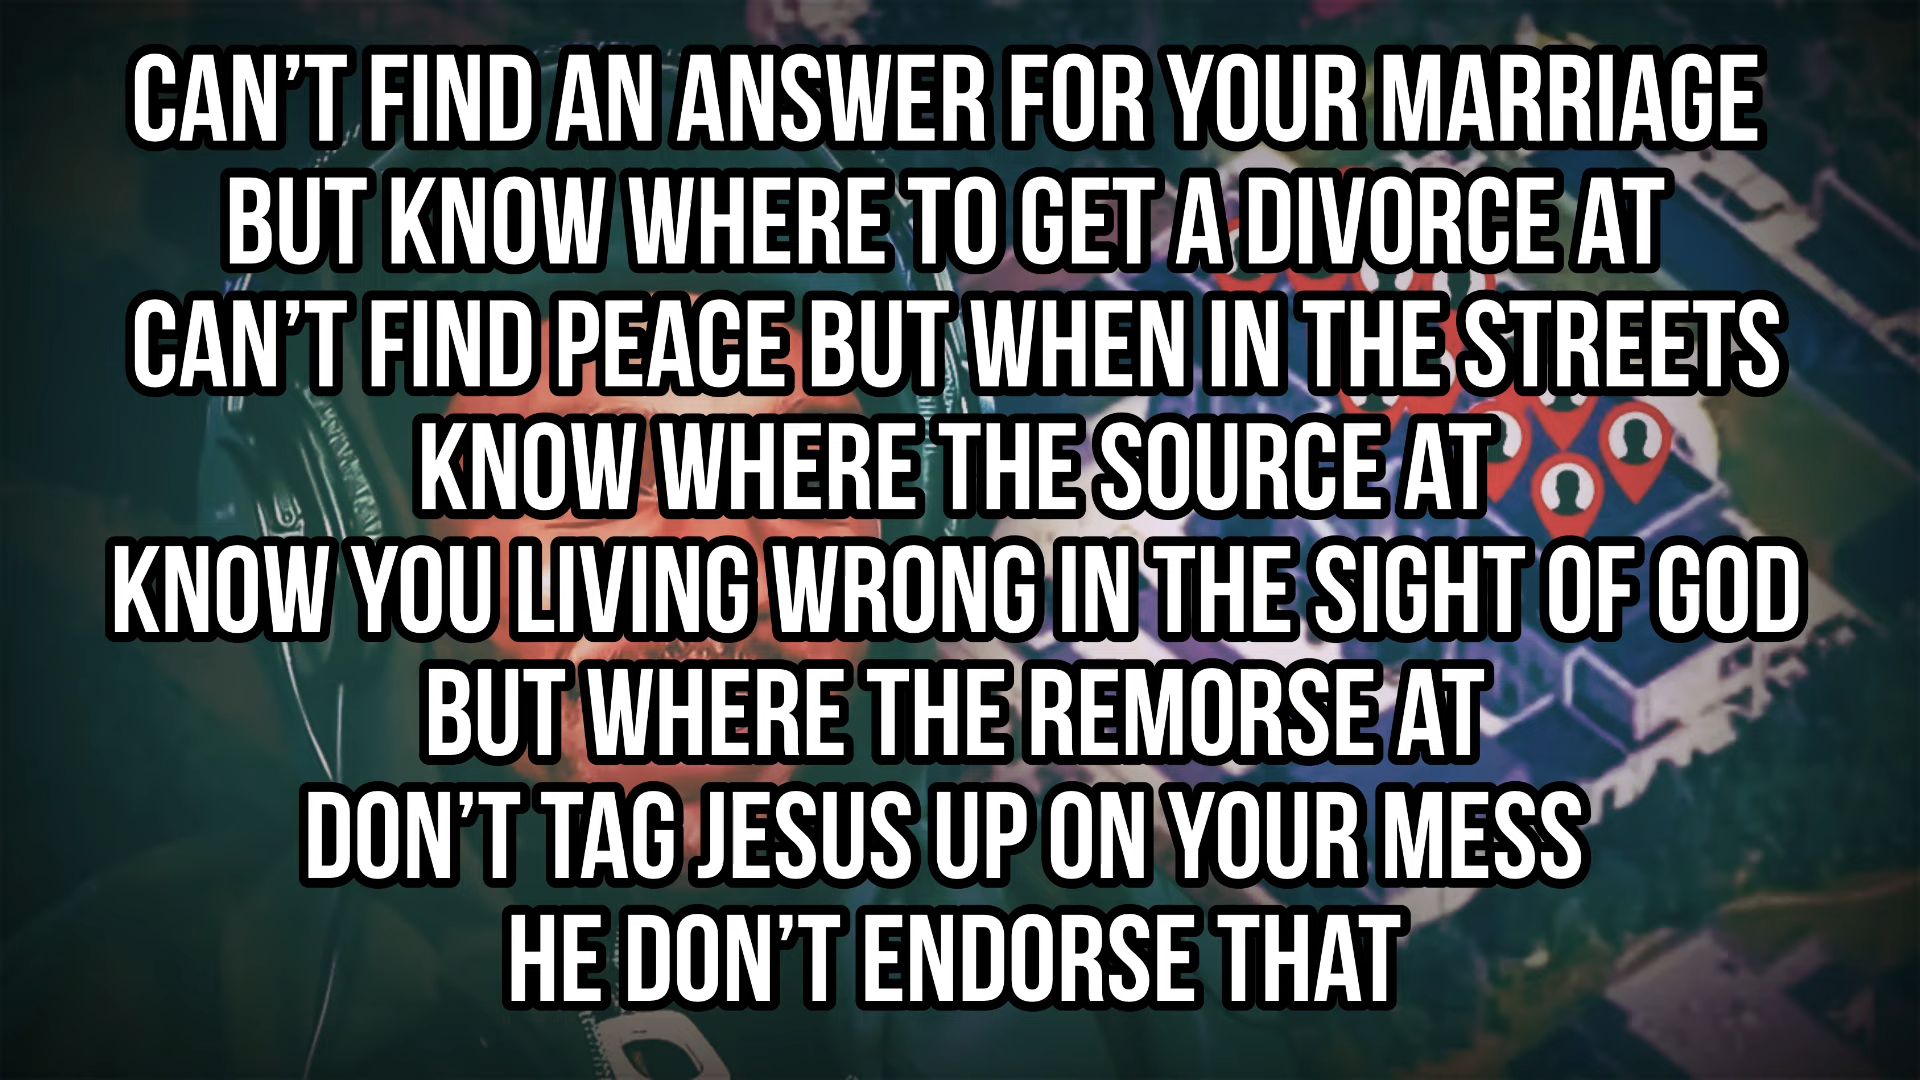 CAN'T FIND AN ANSWER FOR YOUR MARRIAGE
BUT KNOW WHERE TO GET A DIVORCE AT
CAN'T FIND PEACE BUT WHEN IN THE STREETS
KNOW WHERE THE SOURCE AT
KNOW YOU LIVING WRONG IN THE SIGHT OF GOD
BUT WHERE THE REMORSE AT
DON'T TAG JESUS UP ON YOUR MESS
HE DON'T ENDORSE THAT